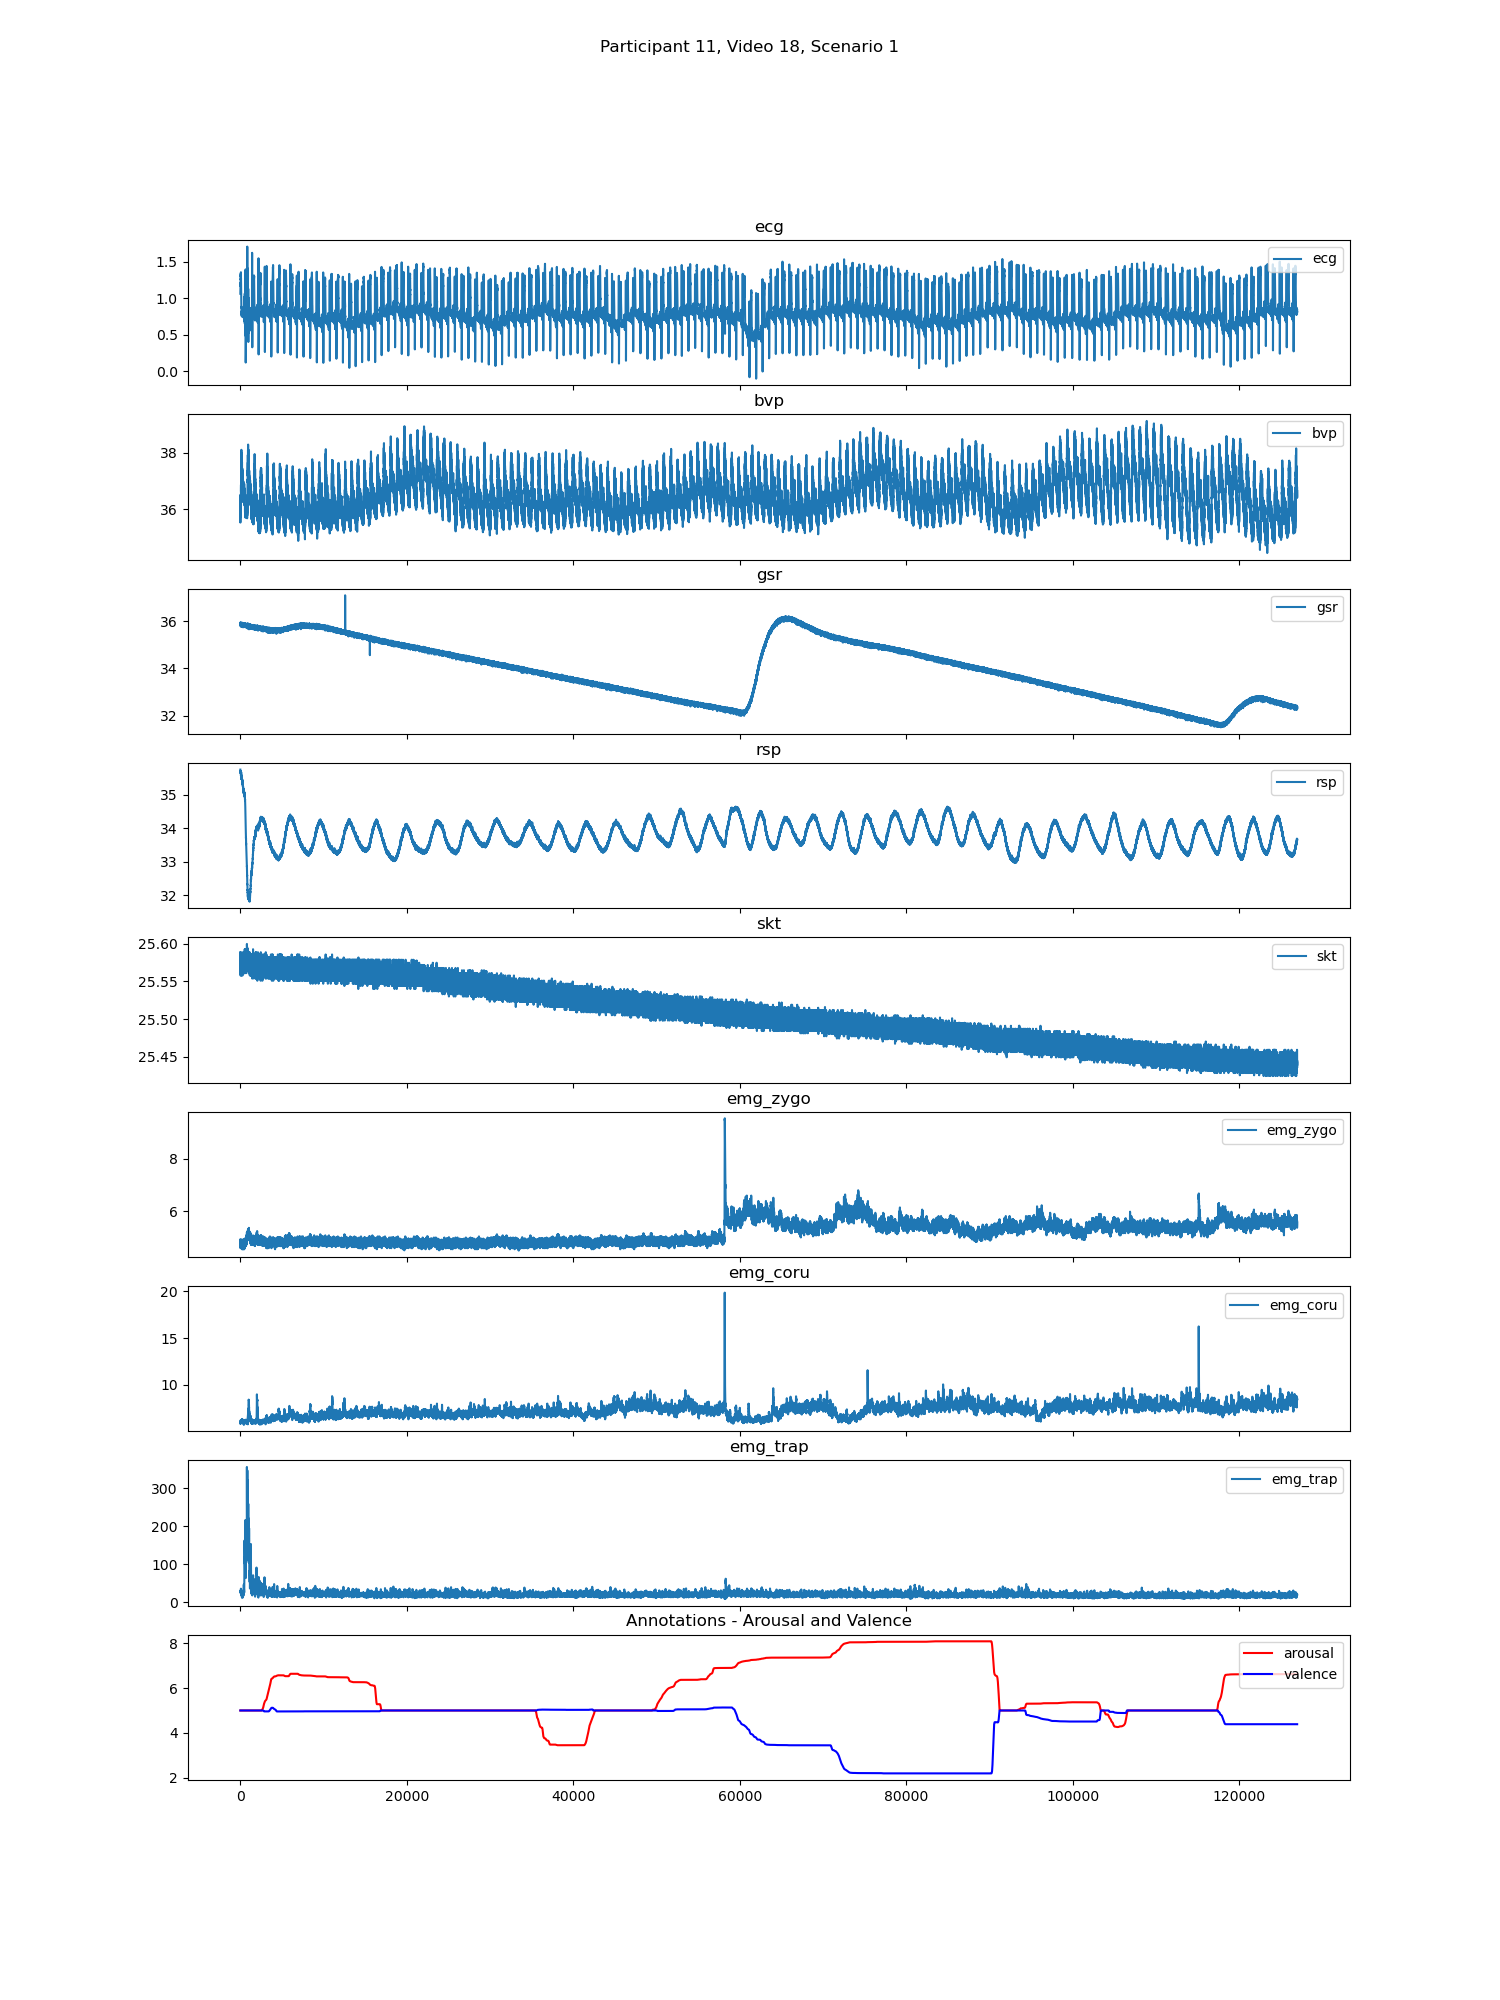 Participant 11, Video 18, Scenario 1
ecg
ecg
1.5
1.0
0.5
0.0
bvp
bvp
38
36
gsr
gsr
36
34
32
rsp
rsp
35
34
33
32
skt
skt
25.60
25.55
25.50
25.45
emg_zygo
emg_zygo
8
6
emg_coru
emg_coru
20
15
10
emg_trap
emg_trap
300
200
100
0
Annotations - Arousal and Valence
arousal
valence
8
6
4
2
0 20000 40000 60000 80000 100000 120000